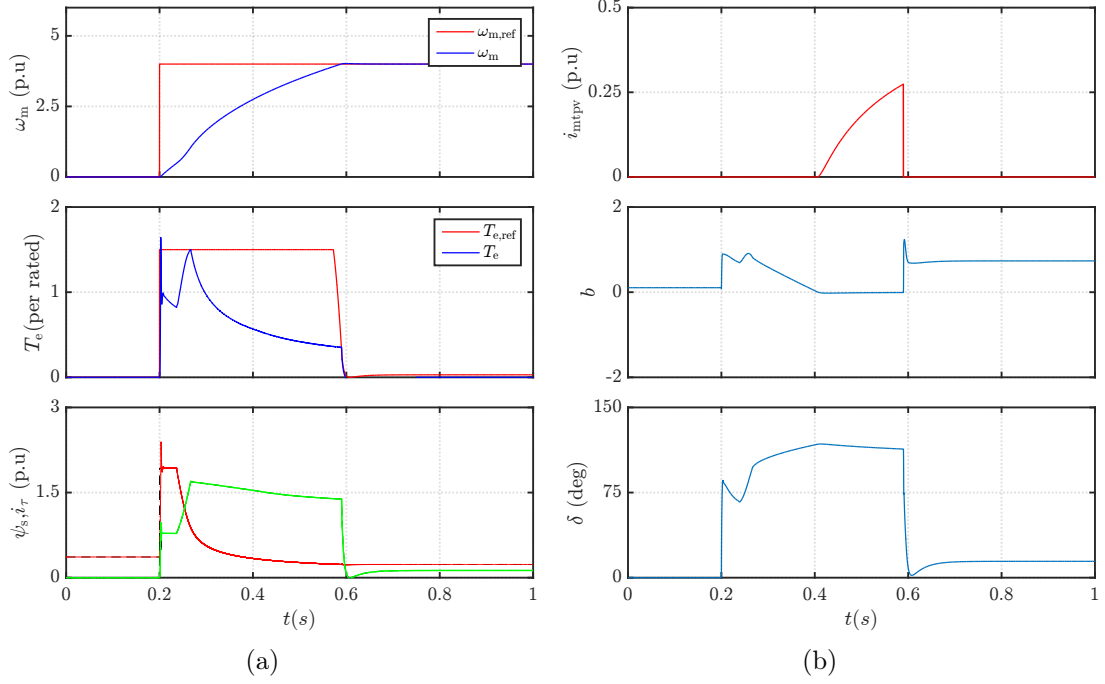 6
ω_m,ref
ω_m
ω_m (p.u)
2.5
0
2
T_e,ref
T_e
T_e(per rated)
1
0
3
ψ_s,i_τ (p.u)
1.5
0
0 0.2 0.4 0.6 0.8 1
t(s)
(a)
0.5
i_mtpv (p.u)
0.25
0
2
b
0
-2
150
δ (deg)
75
0
0 0.2 0.4 0.6 0.8 1
t(s)
(b)